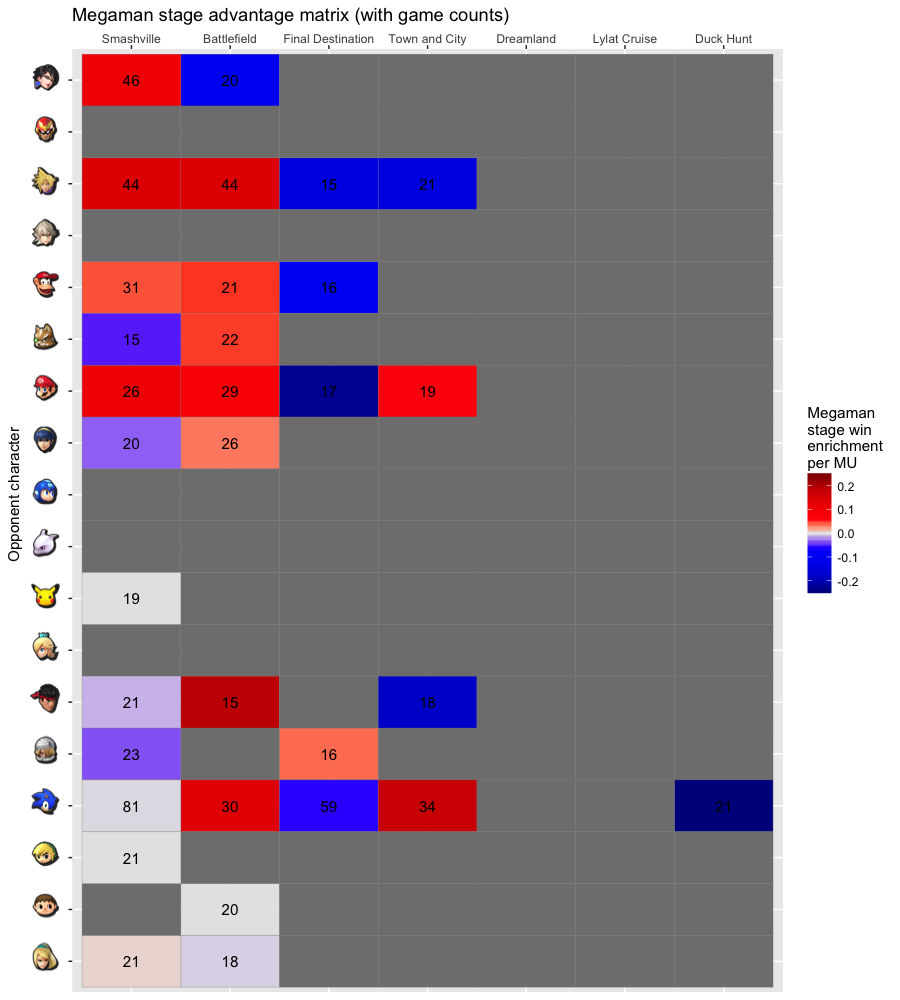 Megaman stage advantage matrix (with game counts)
Smashville Battlefield Final Destination Town and City Dreamland Lylat Cruise Duck Hunt
46 20
44 44 15 21
31 21 16
15 22
26 29 17 19
20 26
19
21 15 18
23 16
81 30 59 34 21
21
20
21 18
Opponent character
Megaman
stage win
enrichment
per MU
0.2
0.1
0.0
-0.1
-0.2